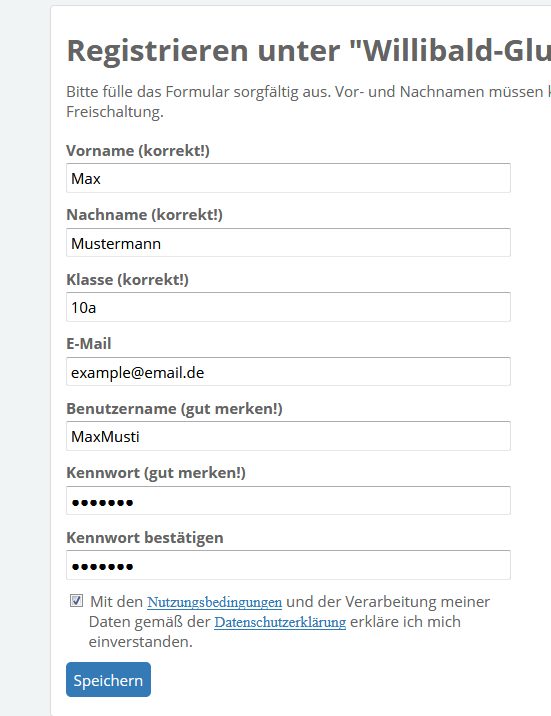 Registrieren unter "Willibald-Glu
Bitte fülle das Formular sorgfältig aus. Vor- und Nachnamen müssen k
Freischaltung.
Vorname (korrekt!)
Max
Nachname (korrekt!)
Mustermann
Klasse (korrekt!)
10a
E-Mail
example@email.de
Benutzername (gut merken!)
MaxMusti
Kennwort (gut merken!)
•••••••
Kennwort bestätigen
•••••••
Mit den Nutzungsbedingungen und der Verarbeitung meiner
Daten gemäß der Datenschutzerklärung erkläre ich mich
einverstanden.
Speichern